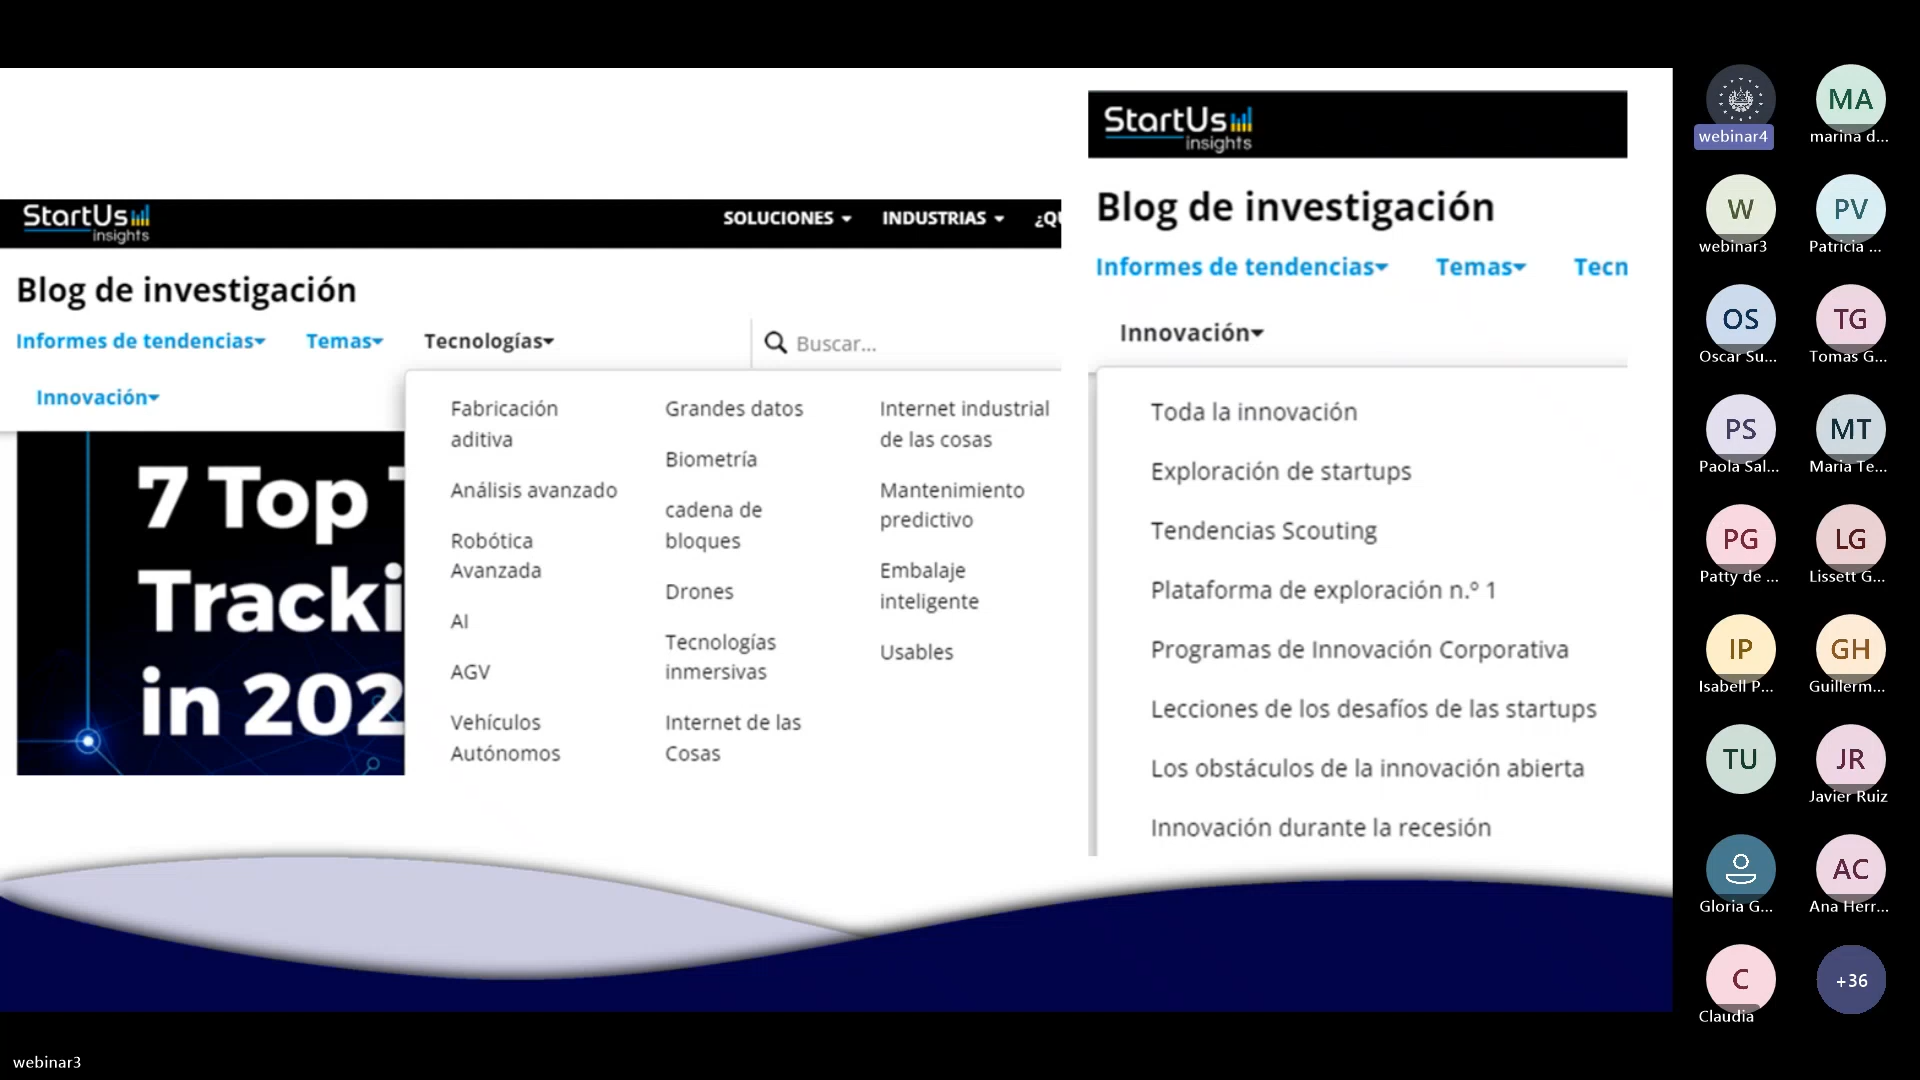 StartUs
insights
SOLUCIONES
INDUSTRIAS
¿QU
Blog de investigación
Informes de tendencias
Temas
Tecnologías
Buscar...
Innovación
7 Top T
Tracki
in 202
Fabricación
aditiva
Análisis avanzado
Robótica
Avanzada
AI
AGV
Vehículos
Autónomos
Grandes datos
Biometría
cadena de
bloques
Drones
Tecnologías
inmersivas
Internet de las
Cosas
Internet industrial
de las cosas
Mantenimiento
predictivo
Embalaje
inteligente
Usables
StartUs
insights
Blog de investigación
Informes de tendencias
Temas
Tecn
Innovación
Toda la innovación
Exploración de startups
Tendencias Scouting
Plataforma de exploración n.º 1
Programas de Innovación Corporativa
Lecciones de los desafíos de las startups
Los obstáculos de la innovación abierta
Innovación durante la recesión
webinar4
MA
marina d...
W
webinar3
PV
Patricia ...
OS
Oscar Su...
TG
Tomas G...
PS
Paola Sal...
MT
Maria Te...
PG
Patty de ...
LG
Lissett G...
IP
Isabell P...
GH
Guillerm...
TU
JR
Javier Ruiz
Gloria G...
AC
Ana Herr...
C
Claudia
+36
webinar3